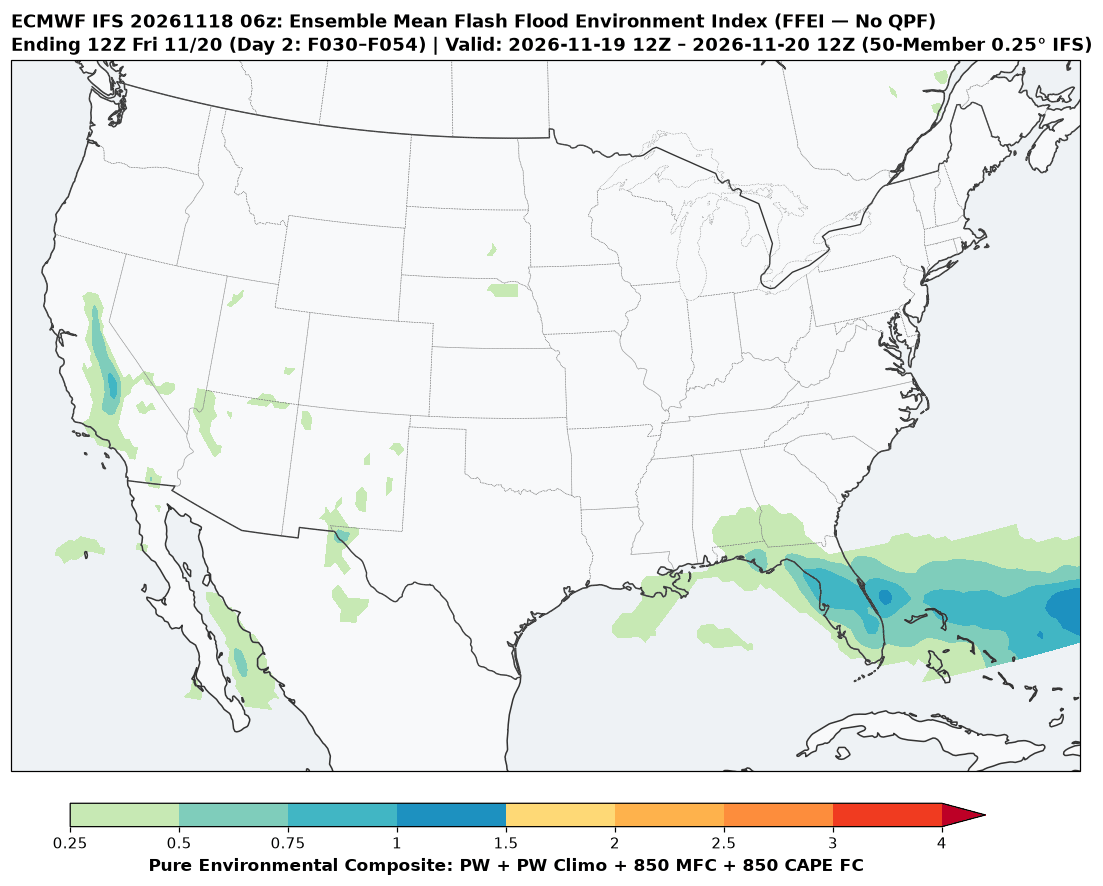 ECMWF IFS 20261118 06z: Ensemble Mean Flash Flood Environment Index (FFEI — No QPF)
Ending 12Z Fri 11/20 (Day 2: F030–F054) | Valid: 2026-11-19 12Z – 2026-11-20 12Z (50-Member 0.25° IFS)
0.25 0.5 0.75 1 1.5 2 2.5 3 4
Pure Environmental Composite: PW + PW Climo + 850 MFC + 850 CAPE FC